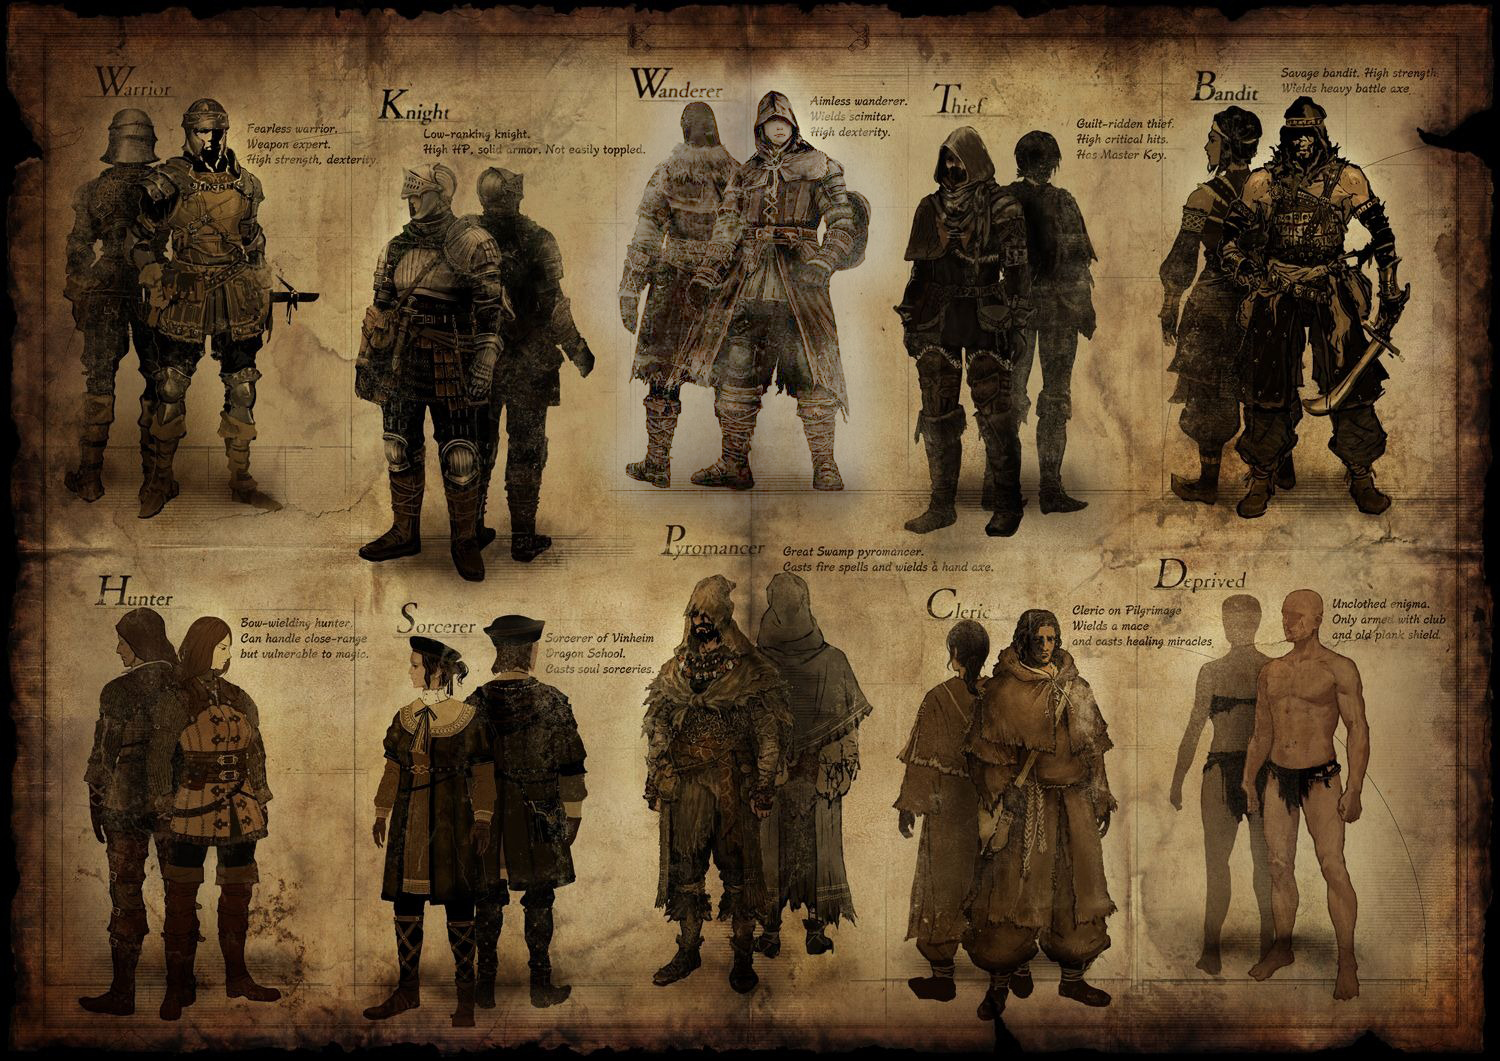 Warrior
Fearless warrior.
Weapon expert.
High strength, dexterity.
Knight
Low-ranking knight.
High HP, solid armor. Not easily toppled.
Wanderer
Aimless wanderer.
Wields scimitar.
High dexterity.
Thief
Guilt-ridden thief.
High critical hits.
Has Master Key.
Bandit
Savage bandit. High strength.
Wields heavy battle axe
Hunter
Bow-wielding hunter,
Can handle close-range
but vulnerable to magic.
Sorcerer
Sorcerer of Vinheim
Dragon School.
Casts soul sorceries.
Pyromancer
Great Swamp pyromancer.
Casts fire spells and wields a hand axe.
Cleric
Cleric on Pilgrimage
Wields a mace
and casts healing miracles
Deprived
Unclothed enigma.
Only armed with club
and old plank shield.